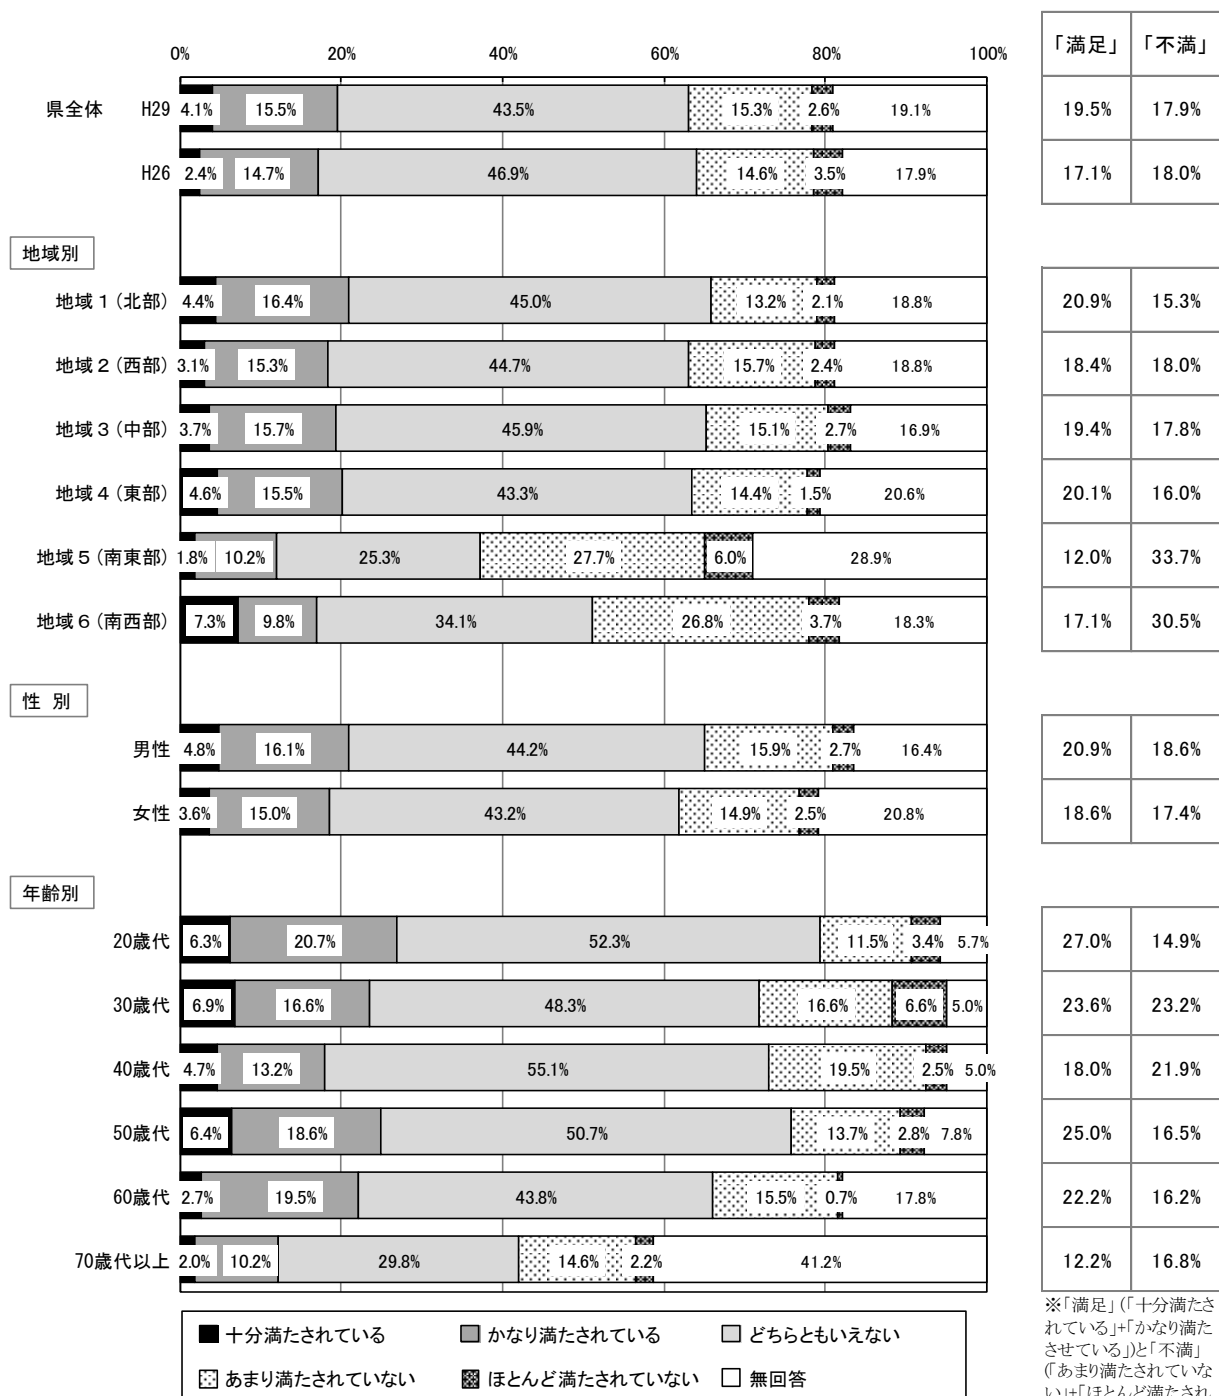 0% 20% 40% 60% 80% 100% 「満足」 「不満」
県全体 H29 4.1% 15.5% 43.5% 15.3% 2.6% 19.1% 19.5% 17.9%
H26 2.4% 14.7% 46.9% 14.6% 3.5% 17.9% 17.1% 18.0%
地域別
地域1(北部) 4.4% 16.4% 45.0% 13.2% 2.1% 18.8% 20.9% 15.3%
地域2(西部) 3.1% 15.3% 44.7% 15.7% 2.4% 18.8% 18.4% 18.0%
地域3(中部) 3.7% 15.7% 45.9% 15.1% 2.7% 16.9% 19.4% 17.8%
地域4(東部) 4.6% 15.5% 43.3% 14.4% 1.5% 20.6% 20.1% 16.0%
地域5(南東部) 1.8% 10.2% 25.3% 27.7% 6.0% 28.9% 12.0% 33.7%
地域6(南西部) 7.3% 9.8% 34.1% 26.8% 3.7% 18.3% 17.1% 30.5%
性 別
男性 4.8% 16.1% 44.2% 15.9% 2.7% 16.4% 20.9% 18.6%
女性 3.6% 15.0% 43.2% 14.9% 2.5% 20.8% 18.6% 17.4%
年齢別
20歳代 6.3% 20.7% 52.3% 11.5% 3.4% 5.7% 27.0% 14.9%
30歳代 6.9% 16.6% 48.3% 16.6% 6.6% 5.0% 23.6% 23.2%
40歳代 4.7% 13.2% 55.1% 19.5% 2.5% 5.0% 18.0% 21.9%
50歳代 6.4% 18.6% 50.7% 13.7% 2.8% 7.8% 25.0% 16.5%
60歳代 2.7% 19.5% 43.8% 15.5% 0.7% 17.8% 22.2% 16.2%
70歳代以上 2.0% 10.2% 29.8% 14.6% 2.2% 41.2% 12.2% 16.8%
十分満たされている かなり満たされている どちらともいえない
あまり満たされていない ほとんど満たされていない 無回答
※「満足」(「十分満たさ
れている」+「かなり満た
させている」)と「不満」
(「あまり満たされていな
い」+「ほとんど満たされ